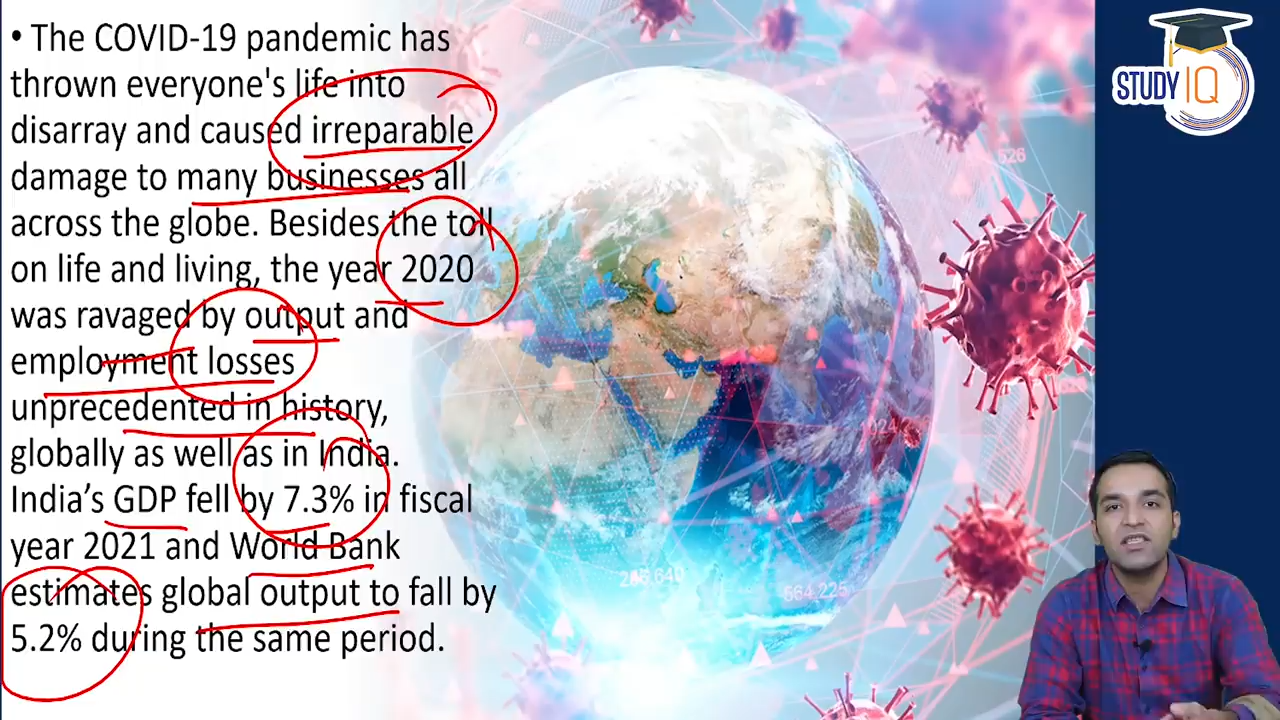 • The COVID-19 pandemic has
thrown everyone's life into
disarray and caused irreparable
damage to many businesses all
across the globe. Besides the toll
on life and living, the year 2020
was ravaged by output and
employment losses
unprecedented in history,
globally as well as in India.
India’s GDP fell by 7.3% in fiscal
year 2021 and World Bank
estimates global output to fall by
5.2% during the same period.
STUDY IQ
526
564.225